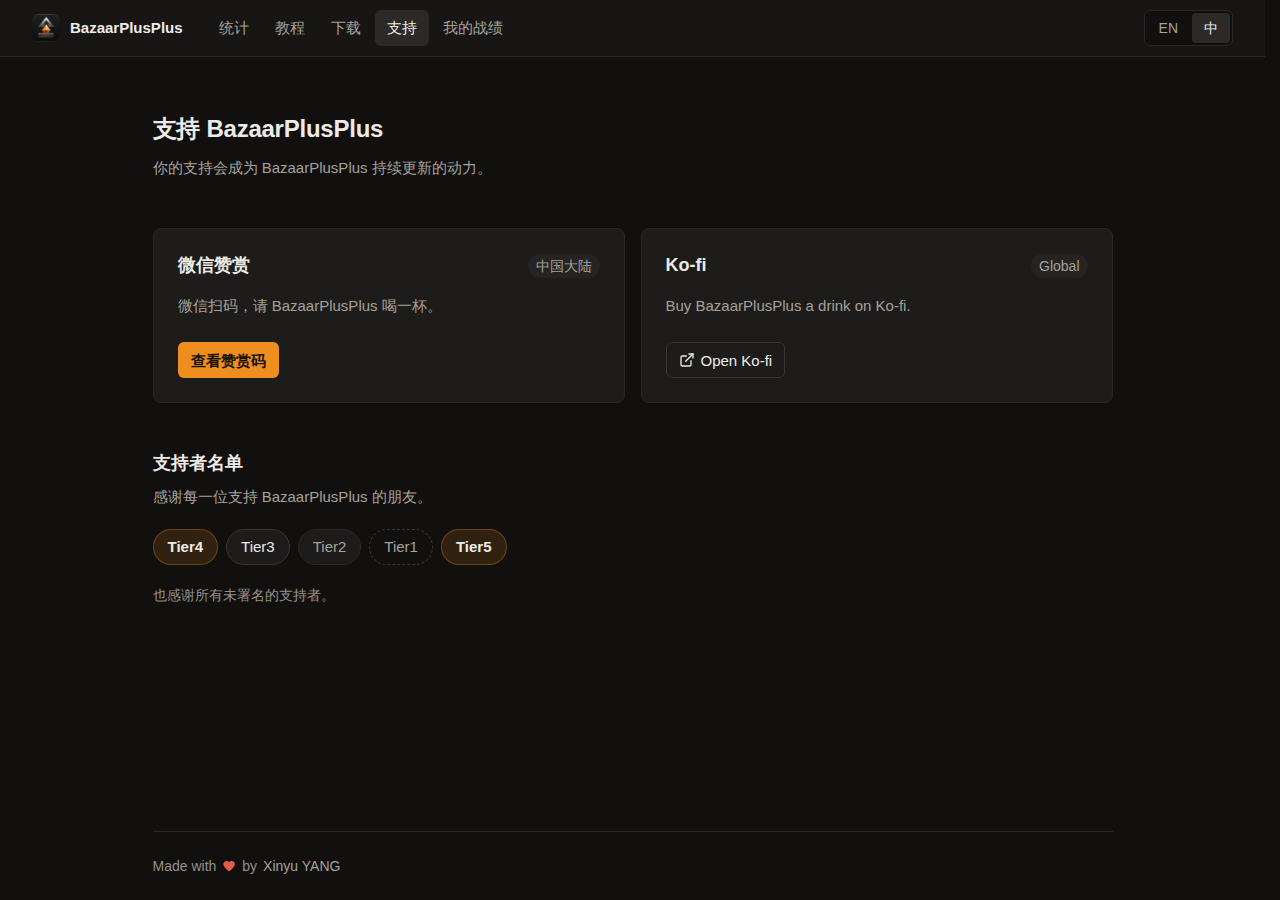 BazaarPlusPlus 统计 教程 下载 支持 我的战绩 EN 中
支持 BazaarPlusPlus
你的支持会成为 BazaarPlusPlus 持续更新的动力。
微信赞赏 中国大陆
微信扫码，请 BazaarPlusPlus 喝一杯。
查看赞赏码
Ko-fi Global
Buy BazaarPlusPlus a drink on Ko-fi.
Open Ko-fi
支持者名单
感谢每一位支持 BazaarPlusPlus 的朋友。
Tier4 Tier3 Tier2 Tier1 Tier5
也感谢所有未署名的支持者。
Made with by Xinyu YANG